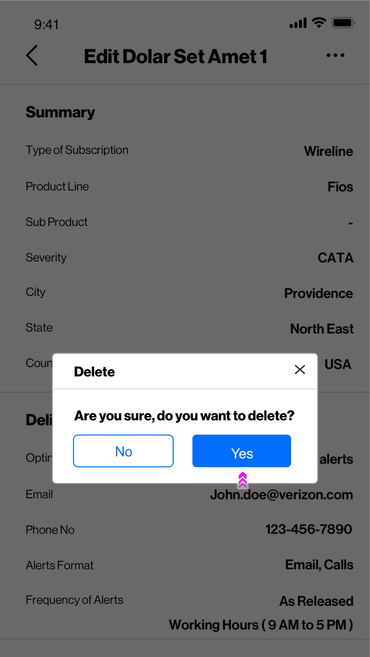 9:41
Edit Dolar Set Amet 1
Summary
Type of Subscription Wireline
Product Line Fios
Sub Product -
Severity CATA
City Providence
State North East
Coun USA
Delete
Are you sure, do you want to delete?
No Yes
Deli
Optin alerts
Email John.doe@verizon.com
Phone No 123-456-7890
Alerts Format Email, Calls
Frequency of Alerts As Released
Working Hours ( 9 AM to 5 PM )